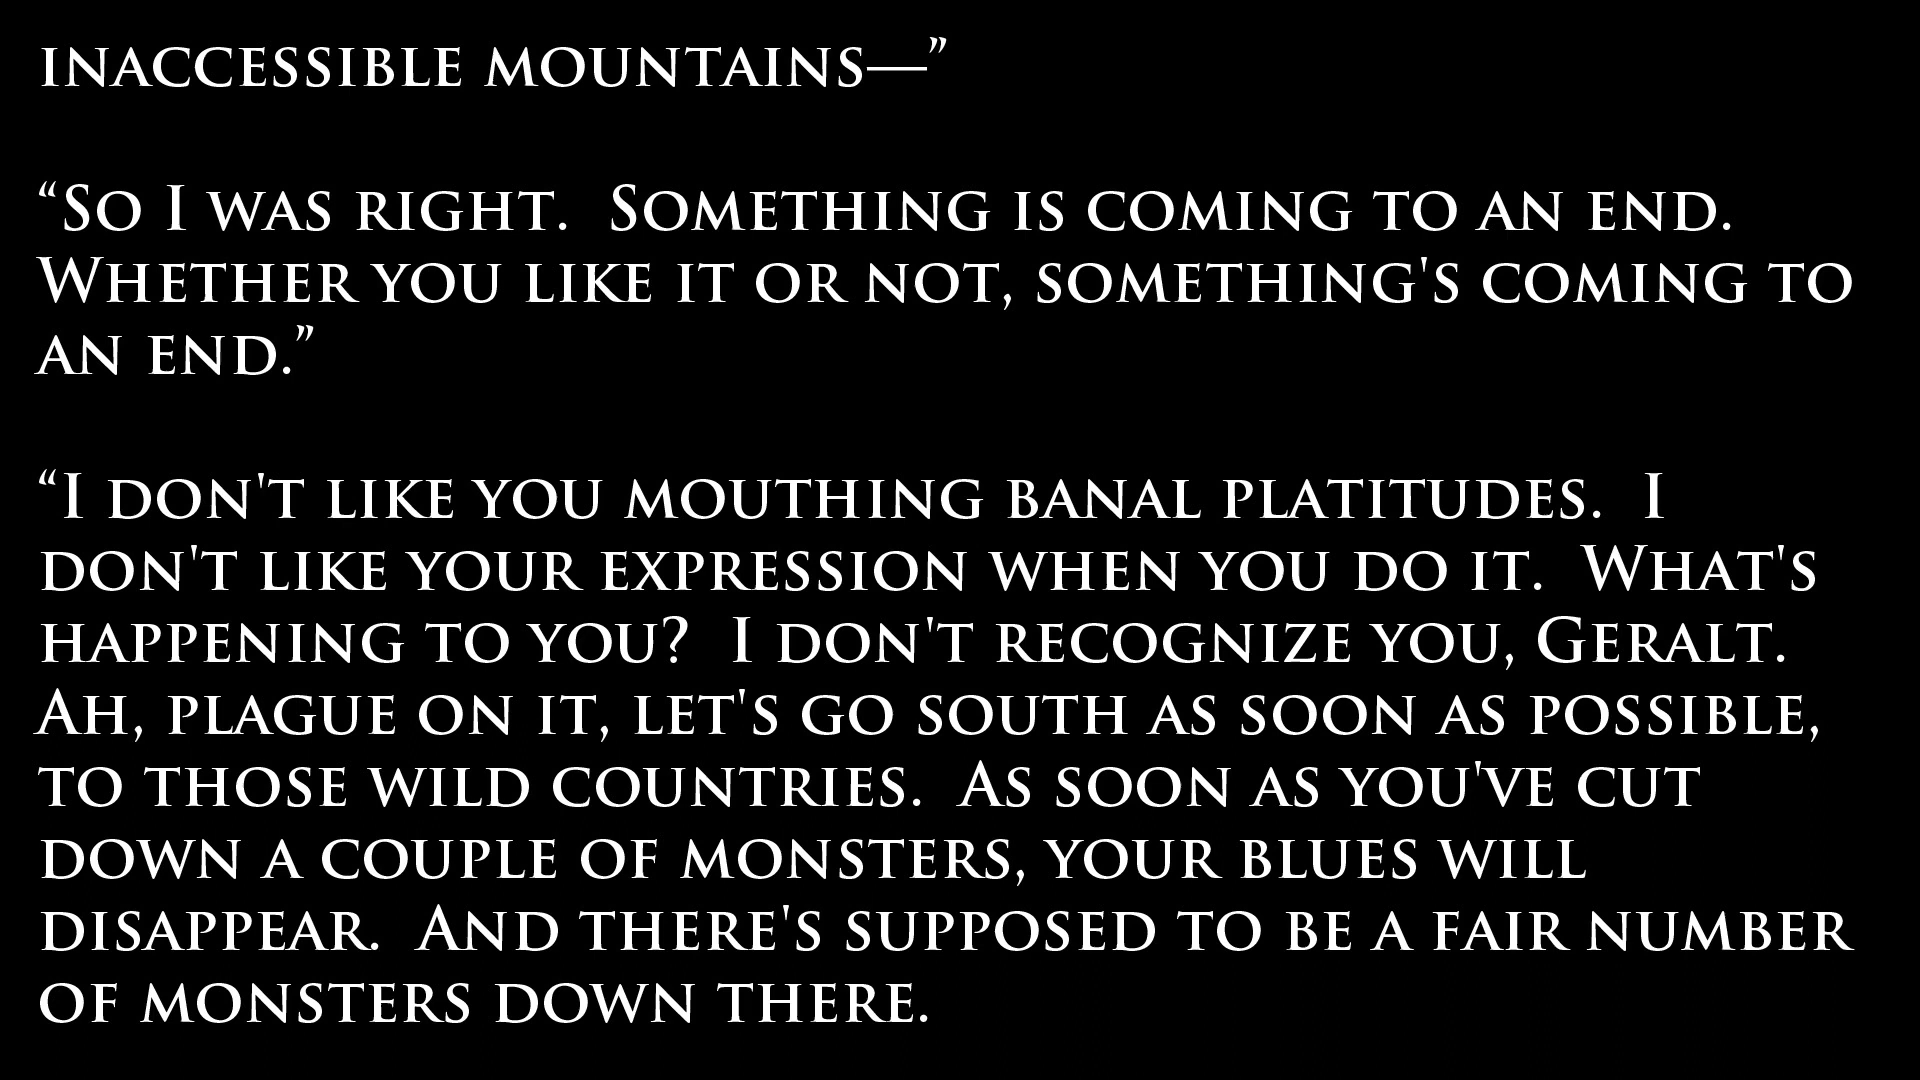 inaccessible mountains—”
“So I was right.  Something is coming to an end.
Whether you like it or not, something's coming to
an end.”
“I don't like you mouthing banal platitudes.  I
don't like your expression when you do it.  What's
happening to you?  I don't recognize you, Geralt.
Ah, plague on it, let's go south as soon as possible,
to those wild countries.  As soon as you've cut
down a couple of monsters, your blues will
disappear.  And there's supposed to be a fair number
of monsters down there.